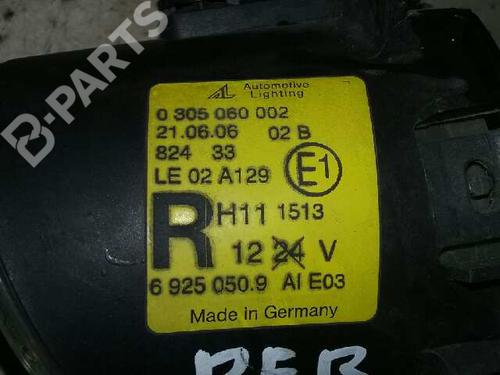 B-PARTS
Automotive
Lighting
0 305 060 002
21.06.06 02 B
824 33
LE 02 A129 E1
R H11 1513
12 24 V
6 925 050.9 AI E03
Made in Germany